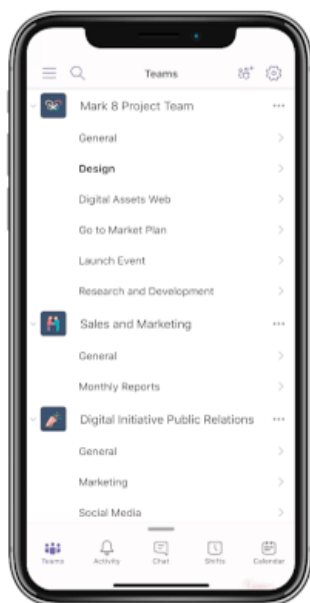 Teams
Mark 8 Project Team
General
Design
Digital Assets Web
Go to Market Plan
Launch Event
Research and Development
Sales and Marketing
General
Monthly Reports
Digital Initiative Public Relations
General
Marketing
Social Media
Teams
Activity
Chat
Shifts
Calendar